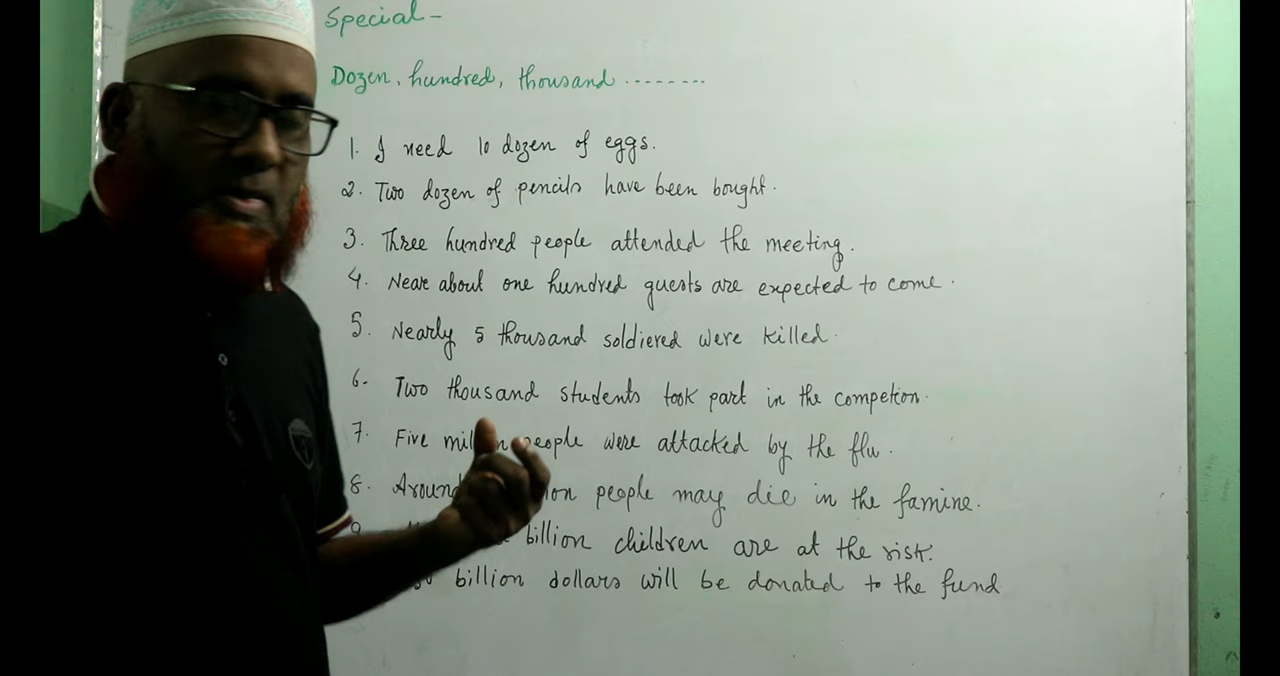 Special -
Dozen, hundred, thousand --------
1. I need 10 dozen of eggs.
2. Two dozen of pencils have been bought.
3. Three hundred people attended the meeting.
4. Near about one hundred guests are expected to come.
5. Nearly 5 thousand soldiered were killed.
6. Two thousand students took part in the competion.
7. Five people were attacked by the flu.
8. Around people may die in the famine.
9. billion children are at the risk.
billion dollars will be donated to the fund